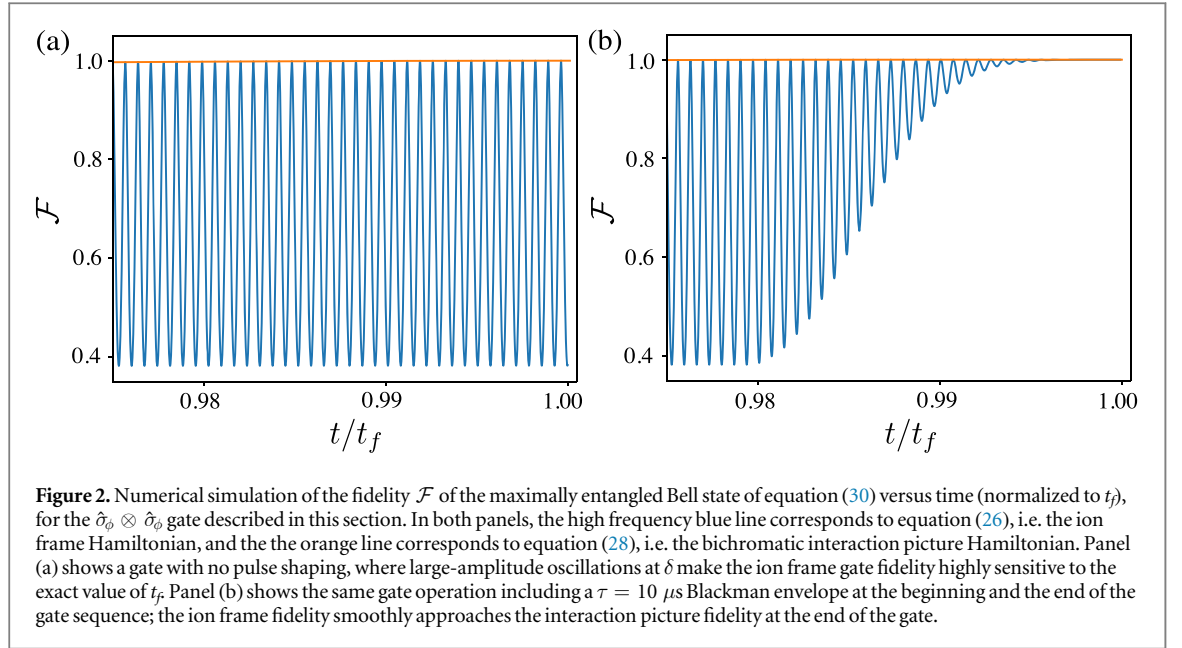 (a)
1.0
0.8
ℱ
0.6
0.4
0.98 0.99 1.00
t/t_f
(b)
1.0
0.8
ℱ
0.6
0.4
0.98 0.99 1.00
t/t_f
Figure 2. Numerical simulation of the fidelity ℱ of the maximally entangled Bell state of equation (30) versus time (normalized to t_f),
for the σ̂_ϕ ⊗ σ̂_ϕ gate described in this section. In both panels, the high frequency blue line corresponds to equation (26), i.e. the ion
frame Hamiltonian, and the the orange line corresponds to equation (28), i.e. the bichromatic interaction picture Hamiltonian. Panel
(a) shows a gate with no pulse shaping, where large-amplitude oscillations at δ make the ion frame gate fidelity highly sensitive to the
exact value of t_f. Panel (b) shows the same gate operation including a τ = 10 μs Blackman envelope at the beginning and the end of the
gate sequence; the ion frame fidelity smoothly approaches the interaction picture fidelity at the end of the gate.